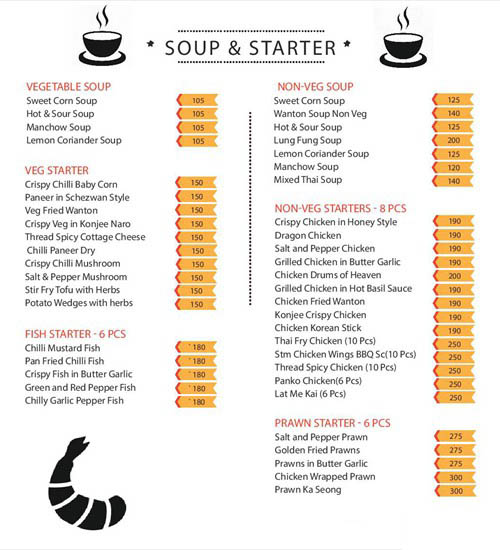 * SOUP & STARTER *
VEGETABLE SOUP
Sweet Corn Soup 105
Hot & Sour Soup 105
Manchow Soup 105
Lemon Coriander Soup 105
VEG STARTER
Crispy Chilli Baby Corn 150
Paneer in Schezwan Style 150
Veg Fried Wanton 150
Crispy Veg in Konjee Naro 150
Thread Spicy Cottage Cheese 150
Chilli Paneer Dry 150
Crispy Chilli Mushroom 150
Salt & Pepper Mushroom 150
Stir Fry Tofu with Herbs 150
Potato Wedges with herbs 150
FISH STARTER - 6 PCS
Chilli Mustard Fish `180
Pan Fried Chilli Fish `180
Crispy Fish in Butter Garlic `180
Green and Red Pepper Fish `180
Chilly Garlic Pepper Fish `180
NON-VEG SOUP
Sweet Corn Soup 125
Wanton Soup Non Veg 140
Hot & Sour Soup 125
Lung Fung Soup 200
Lemon Coriander Soup 125
Manchow Soup 120
Mixed Thai Soup 140
NON-VEG STARTERS - 8 PCS
Crispy Chicken in Honey Style 190
Dragon Chicken 190
Salt and Pepper Chicken 190
Grilled Chicken in Butter Garlic 190
Chicken Drums of Heaven 200
Grilled Chicken in Hot Basil Sauce 190
Chicken Fried Wanton 190
Konjee Crispy Chicken 190
Chicken Korean Stick 190
Thai Fry Chicken (10 Pcs) 250
Stm Chicken Wings BBQ Sc(10 Pcs) 250
Thread Spicy Chicken (10 Pcs) 250
Panko Chicken(6 Pcs) 250
Lat Me Kai (6 Pcs) 250
PRAWN STARTER - 6 PCS
Salt and Pepper Prawn 275
Golden Fried Prawns 275
Prawns in Butter Garlic 275
Chicken Wrapped Prawn 300
Prawn Ka Seong 300